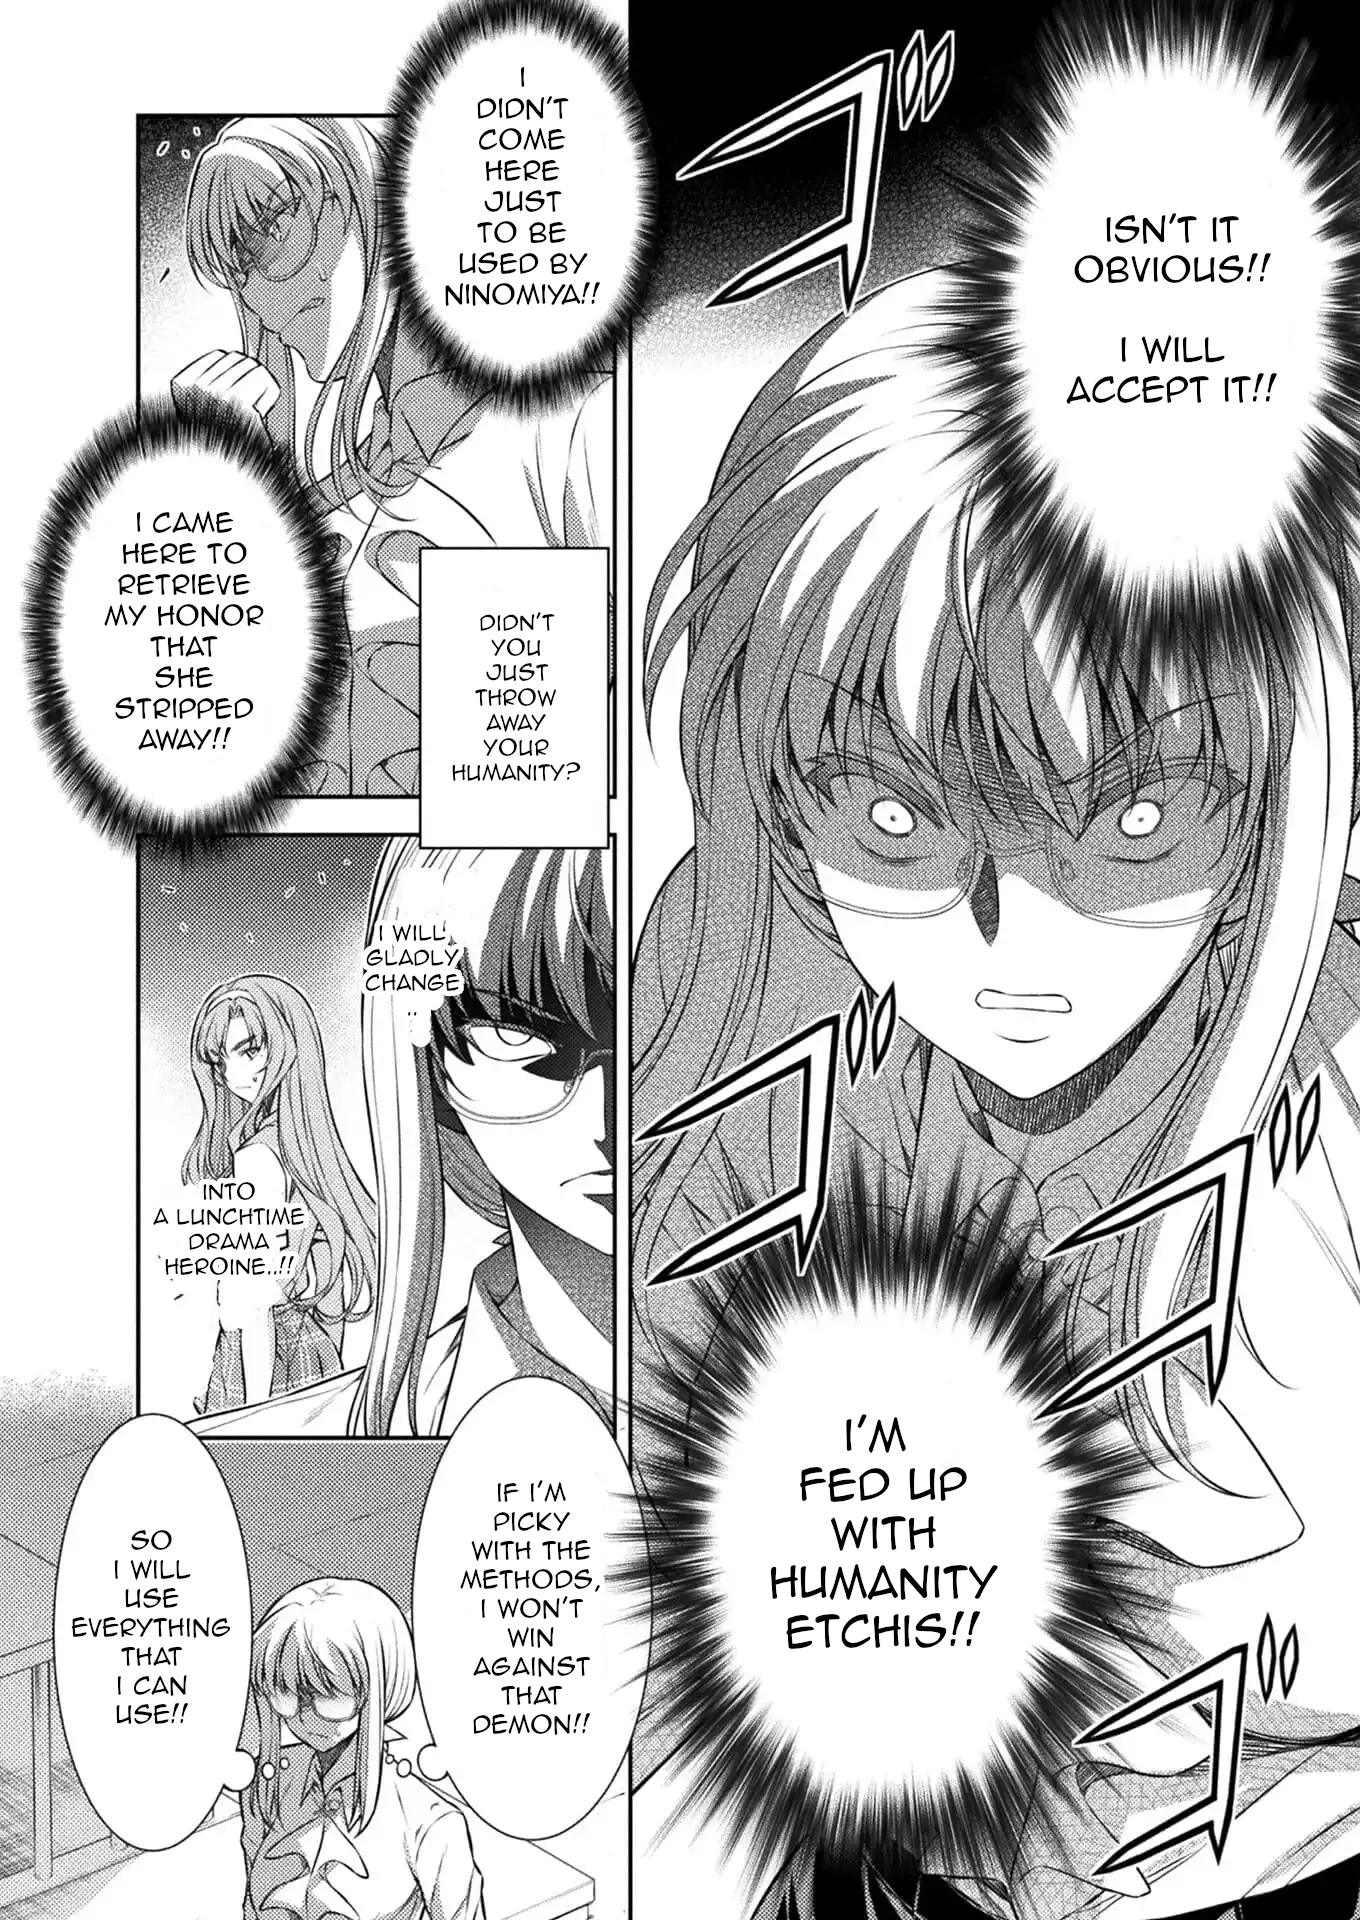 ISN'T IT
OBVIOUS!!
I WILL
ACCEPT IT!!
I'M
FED UP
WITH
HUMANITY
ETCHIS!!
I
DIDN'T
COME
HERE
JUST
TO BE
USED BY
NINOMIYA!!
I CAME
HERE TO
RETRIEVE
MY HONOR
THAT
SHE
STRIPPED
AWAY!!
DIDN'T
YOU
JUST
THROW
AWAY
YOUR
HUMANITY?
I WILL
GLADLY
CHANGE
..
INTO
A LUNCHTIME
DRAMA
HEROINE..!!
IF I'M
PICKY
WITH THE
METHODS,
I WON'T
WIN
AGAINST
THAT
DEMON!!
SO
I WILL
USE
EVERYTHING
THAT
I CAN
USE!!